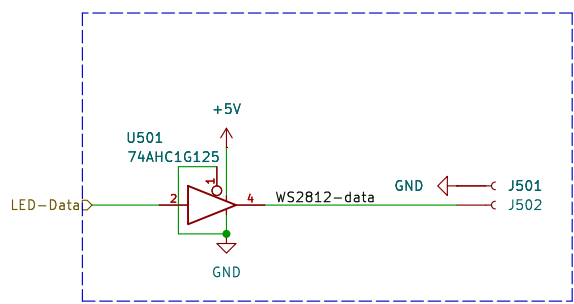 +5V
U501
74AHC1G125
1
GND
J501
LED-Data
2
4
WS2812-data
J502
GND